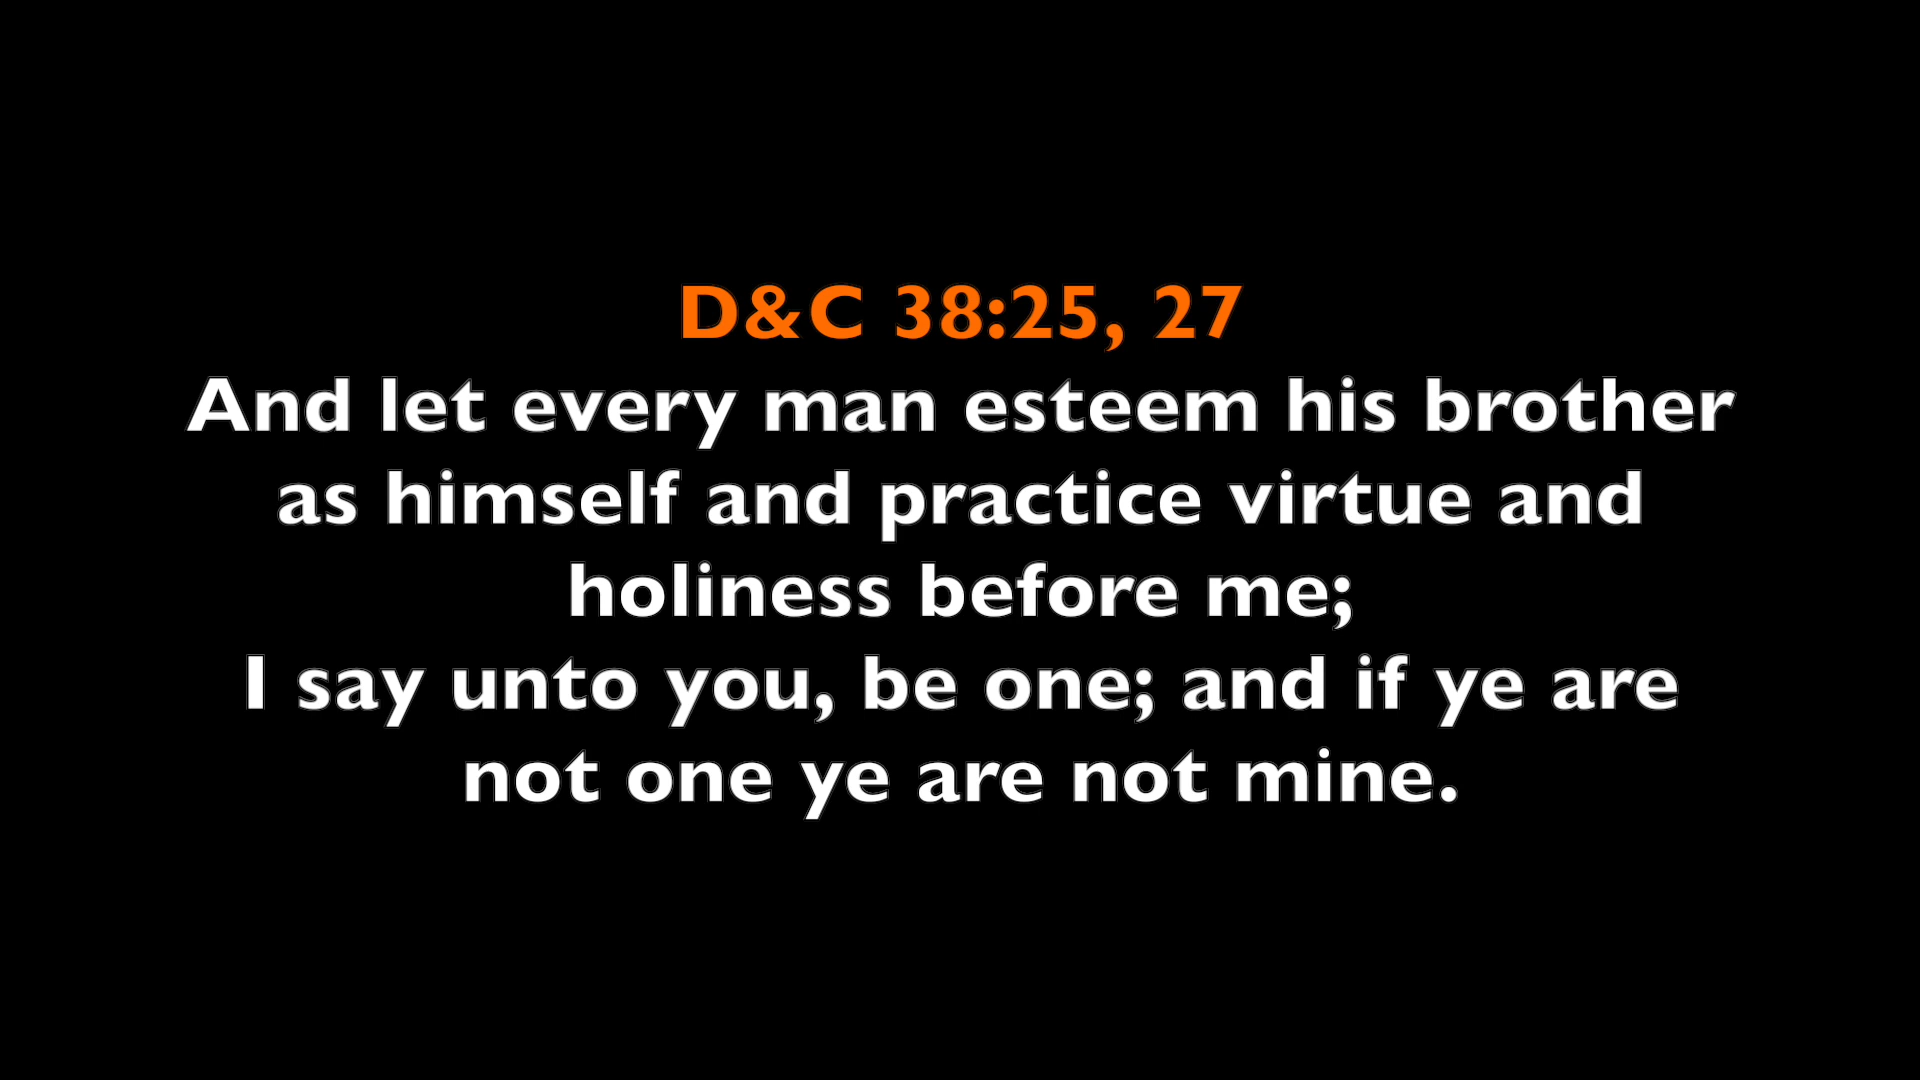 D&C 38:25, 27
And let every man esteem his brother
as himself and practice virtue and
holiness before me;
I say unto you, be one; and if ye are
not one ye are not mine.